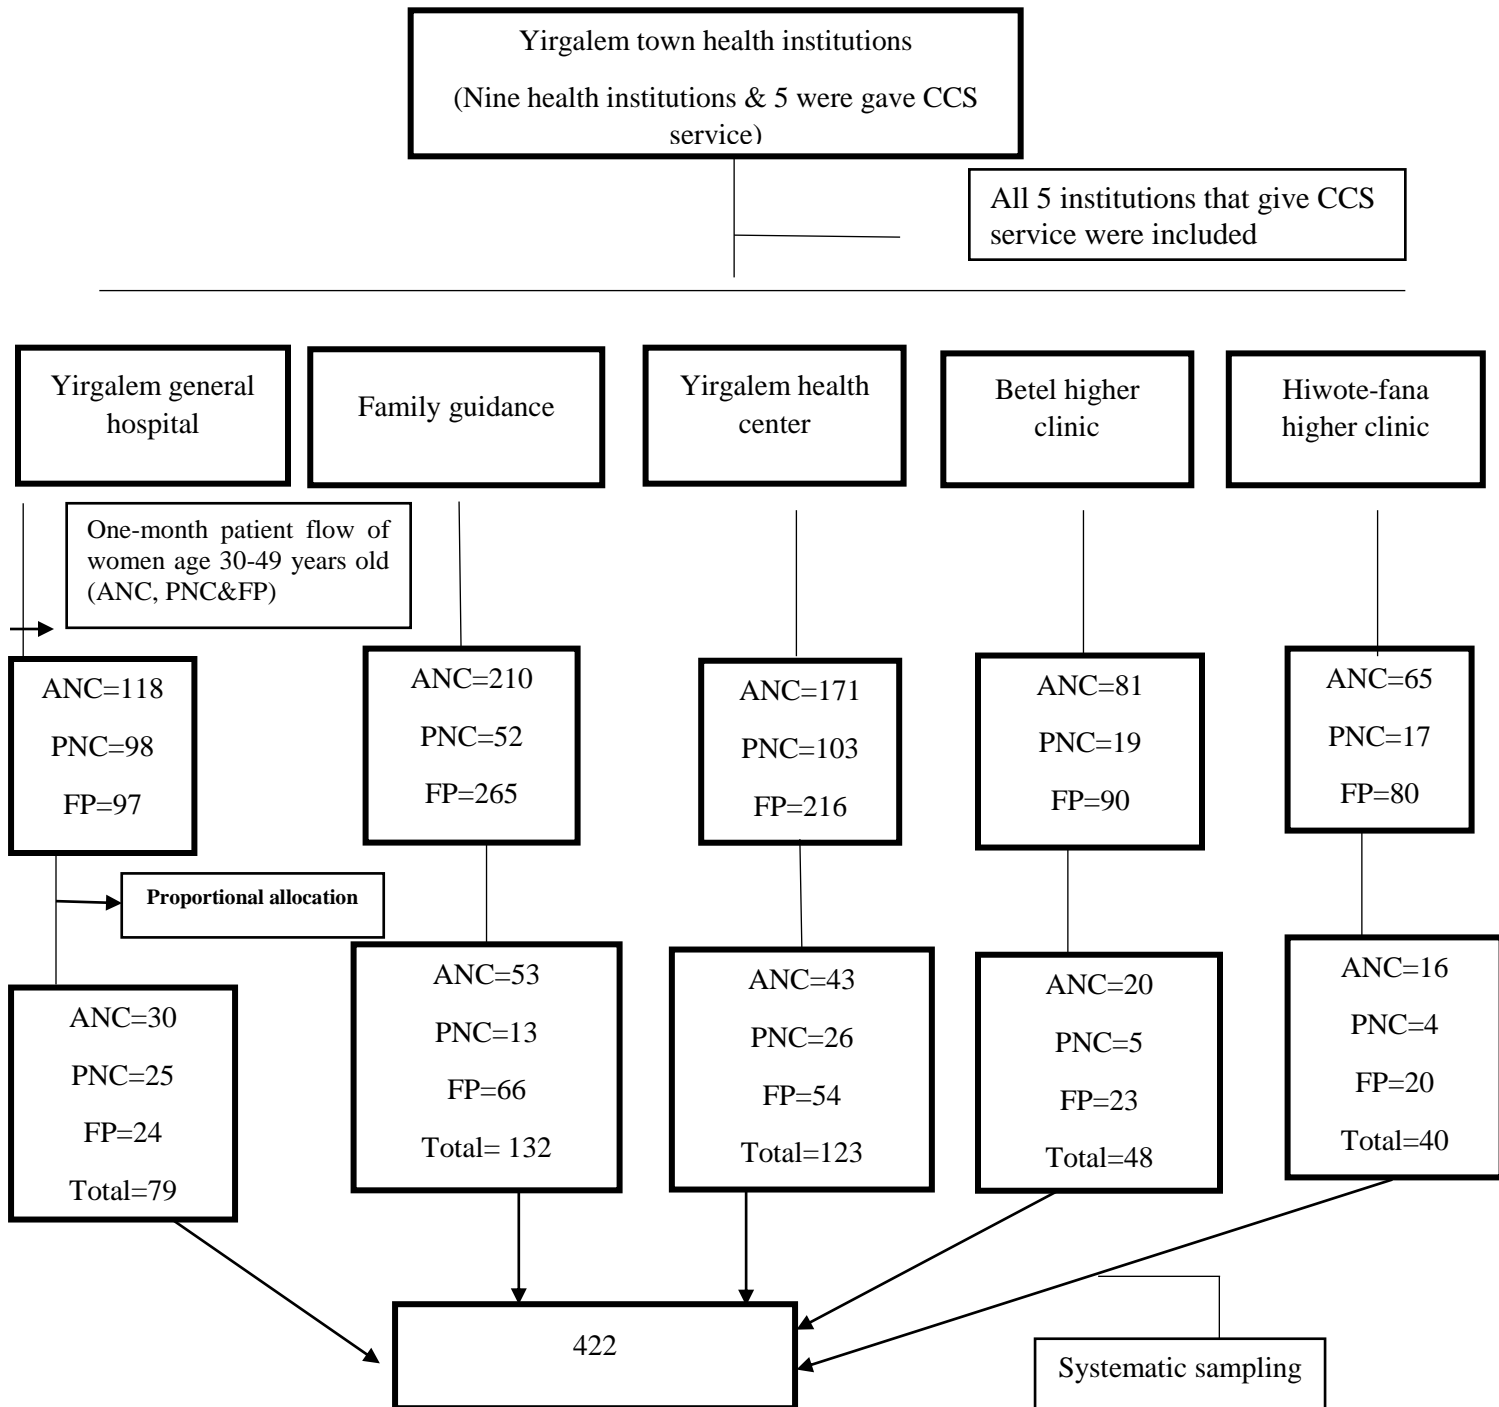 Yirgalem town health institutions
(Nine health institutions & 5 were gave CCS
service)
All 5 institutions that give CCS
service were included
Yirgalem general
hospital
Family guidance
Yirgalem health
center
Betel higher
clinic
Hiwote-fana
higher clinic
One-month patient flow of
women age 30-49 years old
(ANC, PNC&FP)
ANC=118
PNC=98
FP=97
ANC=210
PNC=52
FP=265
ANC=171
PNC=103
FP=216
ANC=81
PNC=19
FP=90
ANC=65
PNC=17
FP=80
Proportional allocation
ANC=30
PNC=25
FP=24
Total=79
ANC=53
PNC=13
FP=66
Total= 132
ANC=43
PNC=26
FP=54
Total=123
ANC=20
PNC=5
FP=23
Total=48
ANC=16
PNC=4
FP=20
Total=40
422
Systematic sampling